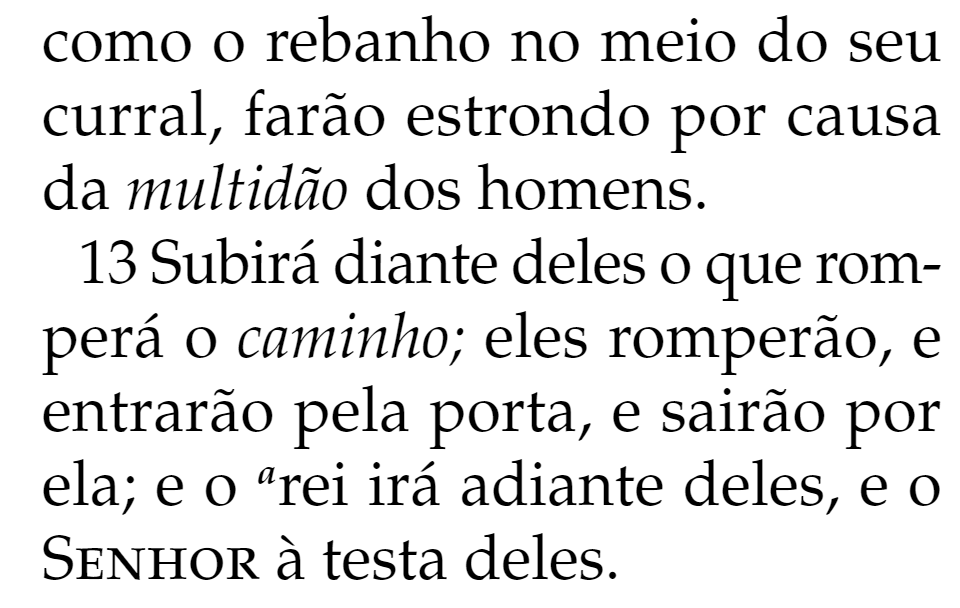 como o rebanho no meio do seu
curral, farão estrondo por causa
da multidão dos homens.
13 Subirá diante deles o que rom-
perá o caminho; eles romperão, e
entrarão pela porta, e sairão por
ela; e o ᵃrei irá adiante deles, e o
SENHOR à testa deles.